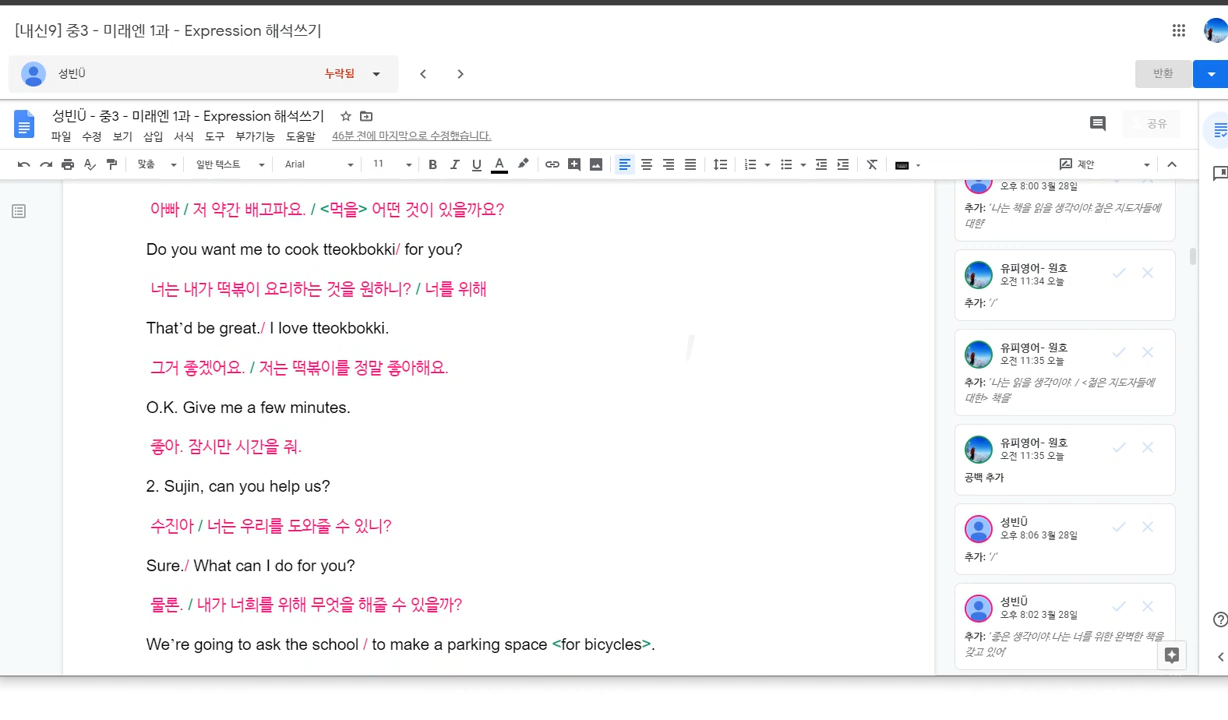 [내신9] 중3 - 미래엔 1과 - Expression 해석쓰기
성빈Ü 누락됨 반환
성빈Ü - 중3 - 미래엔 1과 - Expression 해석쓰기
파일 수정 보기 삽입 서식 도구 부가기능 도움말 46분 전에 마지막으로 수정했습니다. 공유
맞춤 일반 텍스트 Arial 11 B I U A 제안
아빠 / 저 약간 배고파요. / <먹을> 어떤 것이 있을까요?
Do you want me to cook tteokbokki/ for you?
너는 내가 떡볶이 요리하는 것을 원하니? / 너를 위해
That’d be great./ I love tteokbokki.
그거 좋겠어요. / 저는 떡볶이를 정말 좋아해요.
O.K. Give me a few minutes.
좋아. 잠시만 시간을 줘.
2. Sujin, can you help us?
수진아 / 너는 우리를 도와줄 수 있니?
Sure./ What can I do for you?
물론. / 내가 너희를 위해 무엇을 해줄 수 있을까?
We’re going to ask the school / to make a parking space <for bicycles>.
오후 8:00 3월 28일
추가: ‘나는 책을 읽을 생각이야 젊은 지도자들에
대한’
유피영어- 원호
오전 11:34 오늘
추가: ‘/’
유피영어- 원호
오전 11:35 오늘
추가: ‘나는 읽을 생각이야. / <젊은 지도자들에
대한> 책을’
유피영어- 원호
오전 11:35 오늘
공백 추가
성빈Ü
오후 8:06 3월 28일
추가: ‘/’
성빈Ü
오후 8:02 3월 28일
추가: ‘좋은 생각이야 나는 너를 위한 완벽한 책을
갖고 있어’